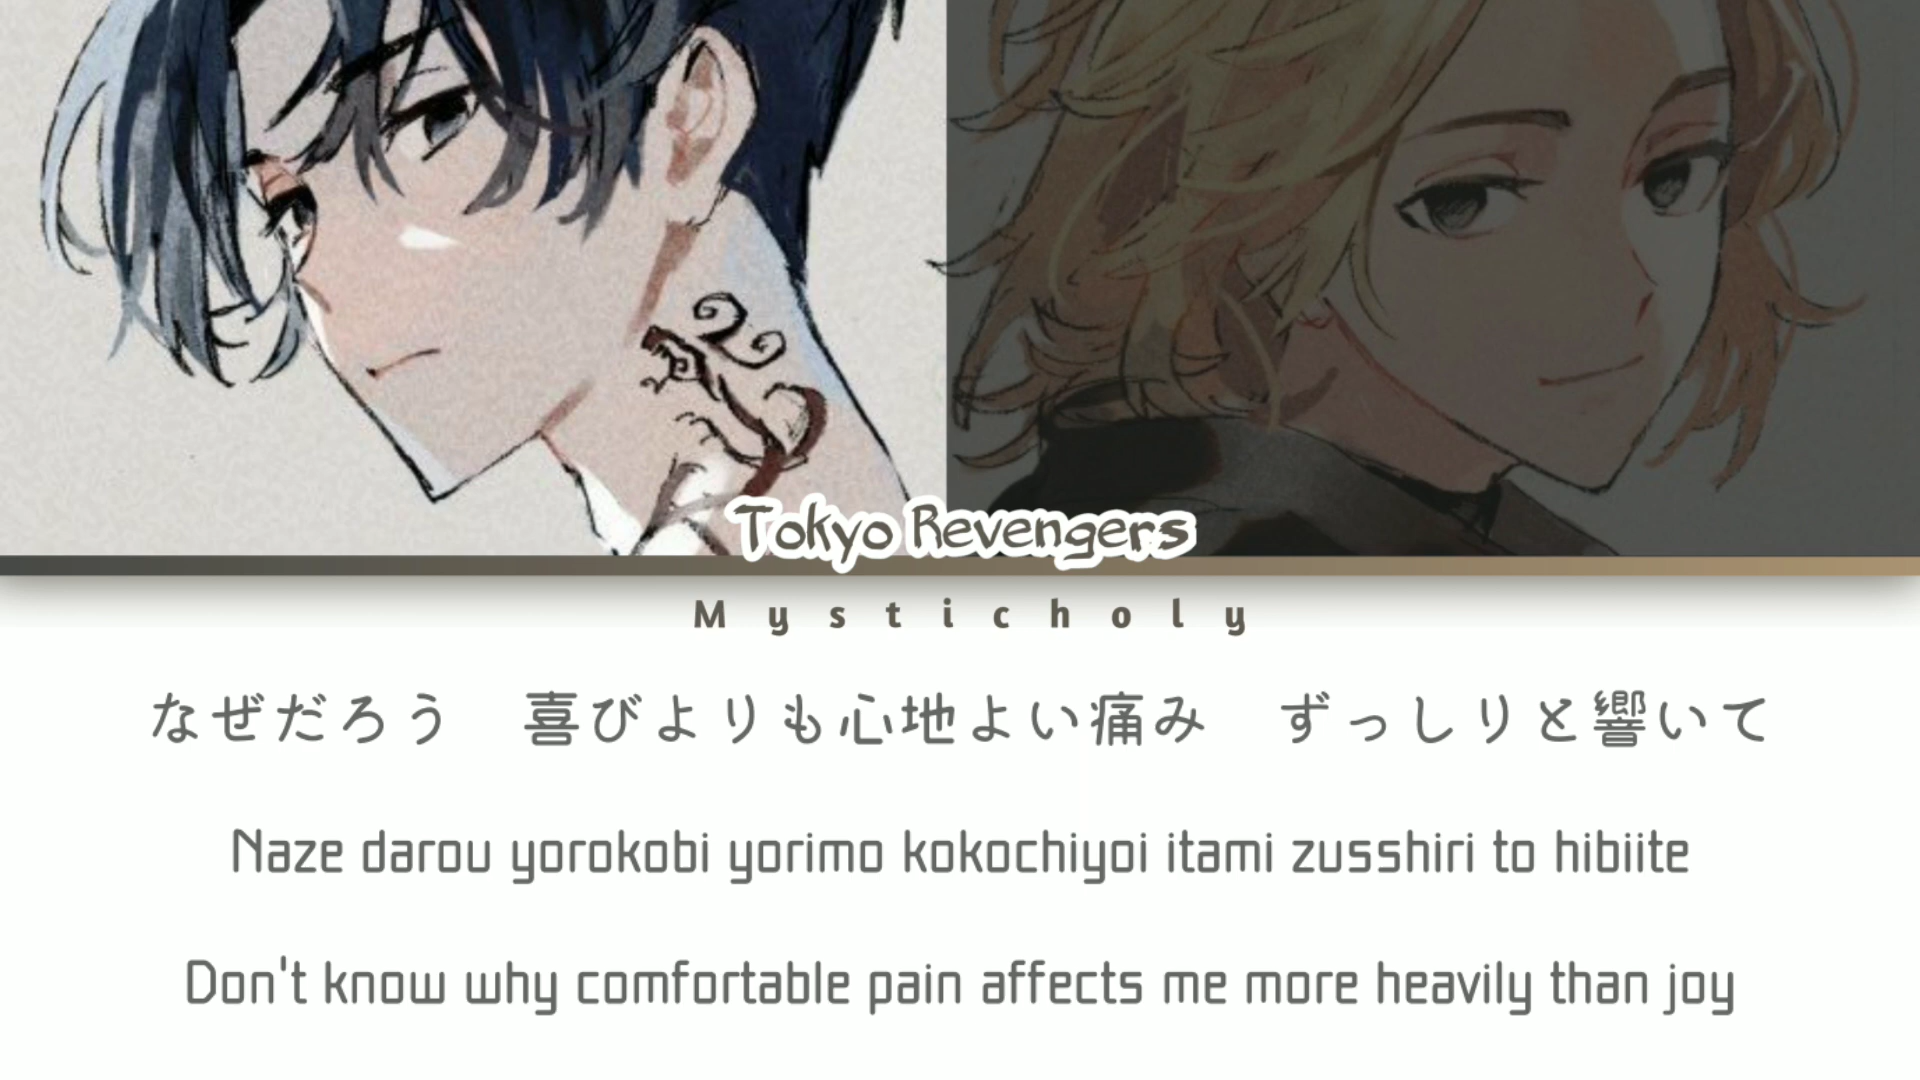 Tokyo Revengers
Mysticholy
なぜだろう　喜びよりも心地よい痛み　ずっしりと響いて
Naze darou yorokobi yorimo kokochiyoi itami zusshiri to hibiite
Don't know why comfortable pain affects me more heavily than joy